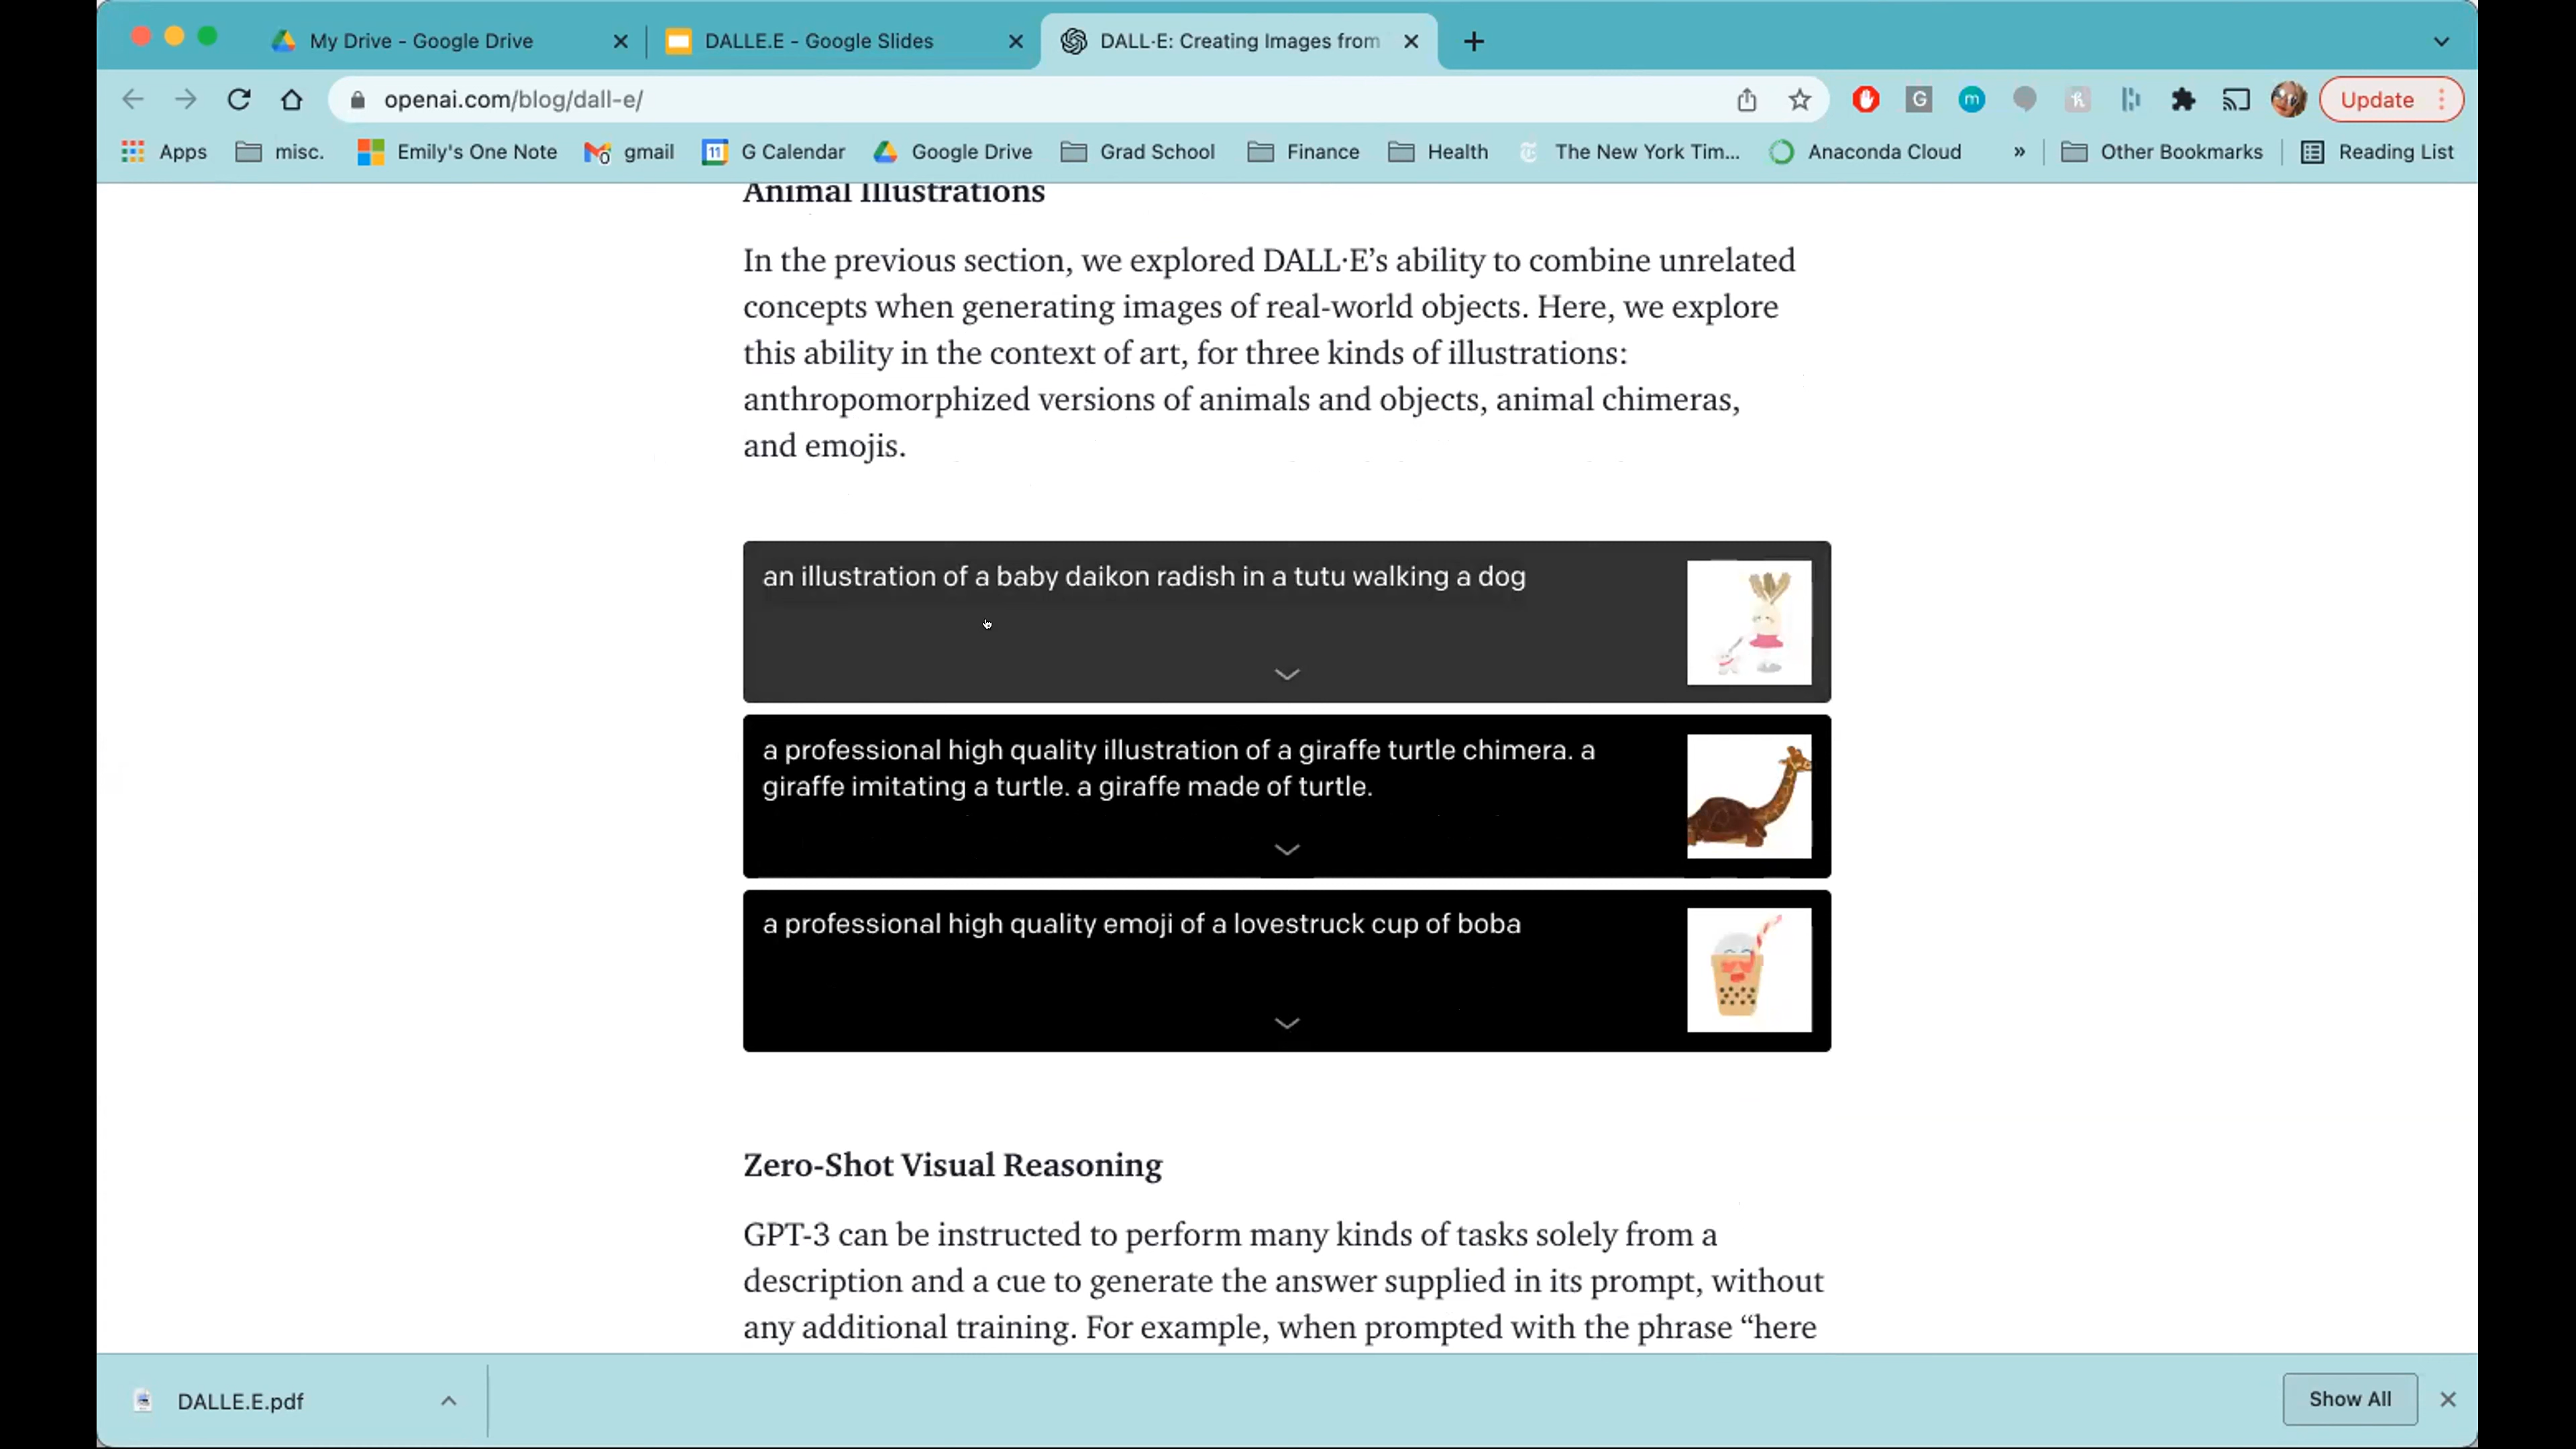 My Drive - Google Drive
DALLE.E - Google Slides
DALL·E: Creating Images from
openai.com/blog/dall-e/
Update
Apps
misc.
Emily's One Note
gmail
11
G Calendar
Google Drive
Grad School
Finance
Health
The New York Tim...
Anaconda Cloud
»
Other Bookmarks
Reading List
Animal Illustrations
In the previous section, we explored DALL·E’s ability to combine unrelated
concepts when generating images of real-world objects. Here, we explore
this ability in the context of art, for three kinds of illustrations:
anthropomorphized versions of animals and objects, animal chimeras,
and emojis.
an illustration of a baby daikon radish in a tutu walking a dog
a professional high quality illustration of a giraffe turtle chimera. a
giraffe imitating a turtle. a giraffe made of turtle.
a professional high quality emoji of a lovestruck cup of boba
Zero-Shot Visual Reasoning
GPT-3 can be instructed to perform many kinds of tasks solely from a
description and a cue to generate the answer supplied in its prompt, without
any additional training. For example, when prompted with the phrase “here
DALLE.E.pdf
Show All